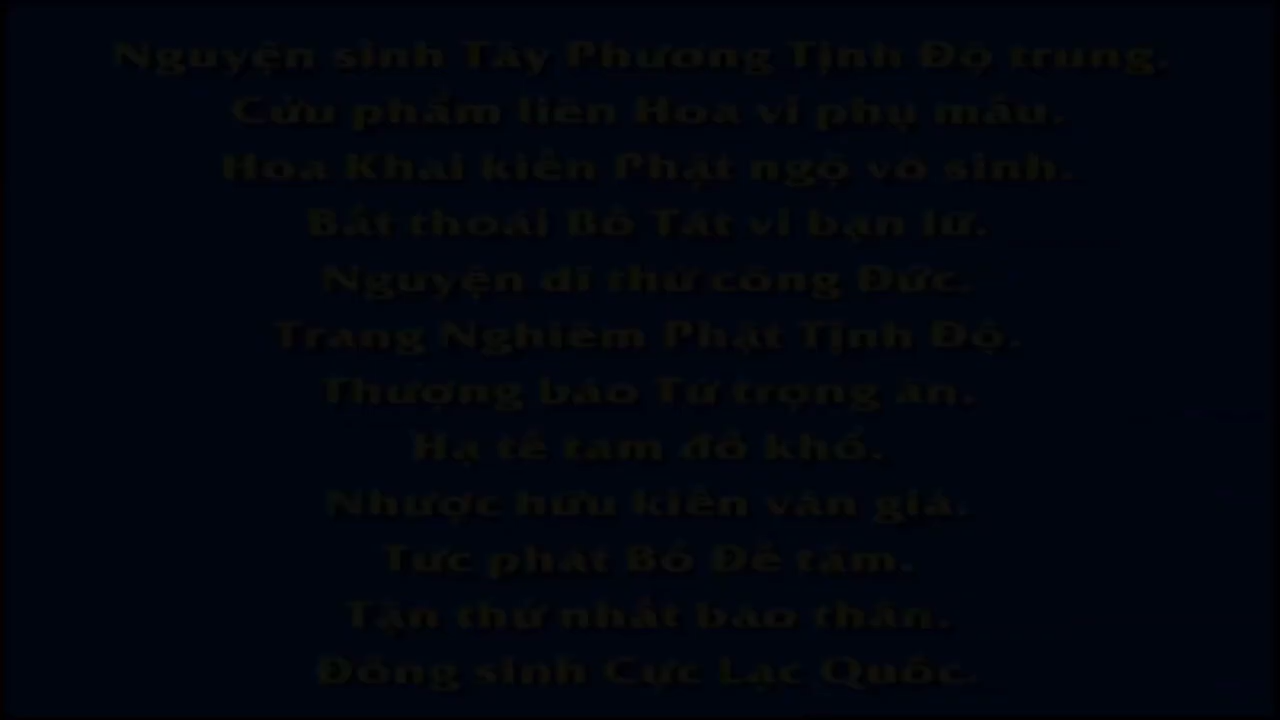 Nguyện sinh Tây Phương Tịnh Độ trung.
Cửu phẩm liên Hoa vi phụ mẫu.
Hoa Khai kiến Phật ngộ vô sinh.
Bất thoái Bồ Tát vi bạn lữ.
Nguyện dĩ thử công Đức.
Trang Nghiêm Phật Tịnh Độ.
Thượng báo Tứ trọng ân.
Hạ tế tam đồ khổ.
Nhược hữu kiến văn giả.
Tức phát Bồ Đề tâm.
Tận thử nhất báo thân.
Đồng sinh Cực Lạc Quốc.